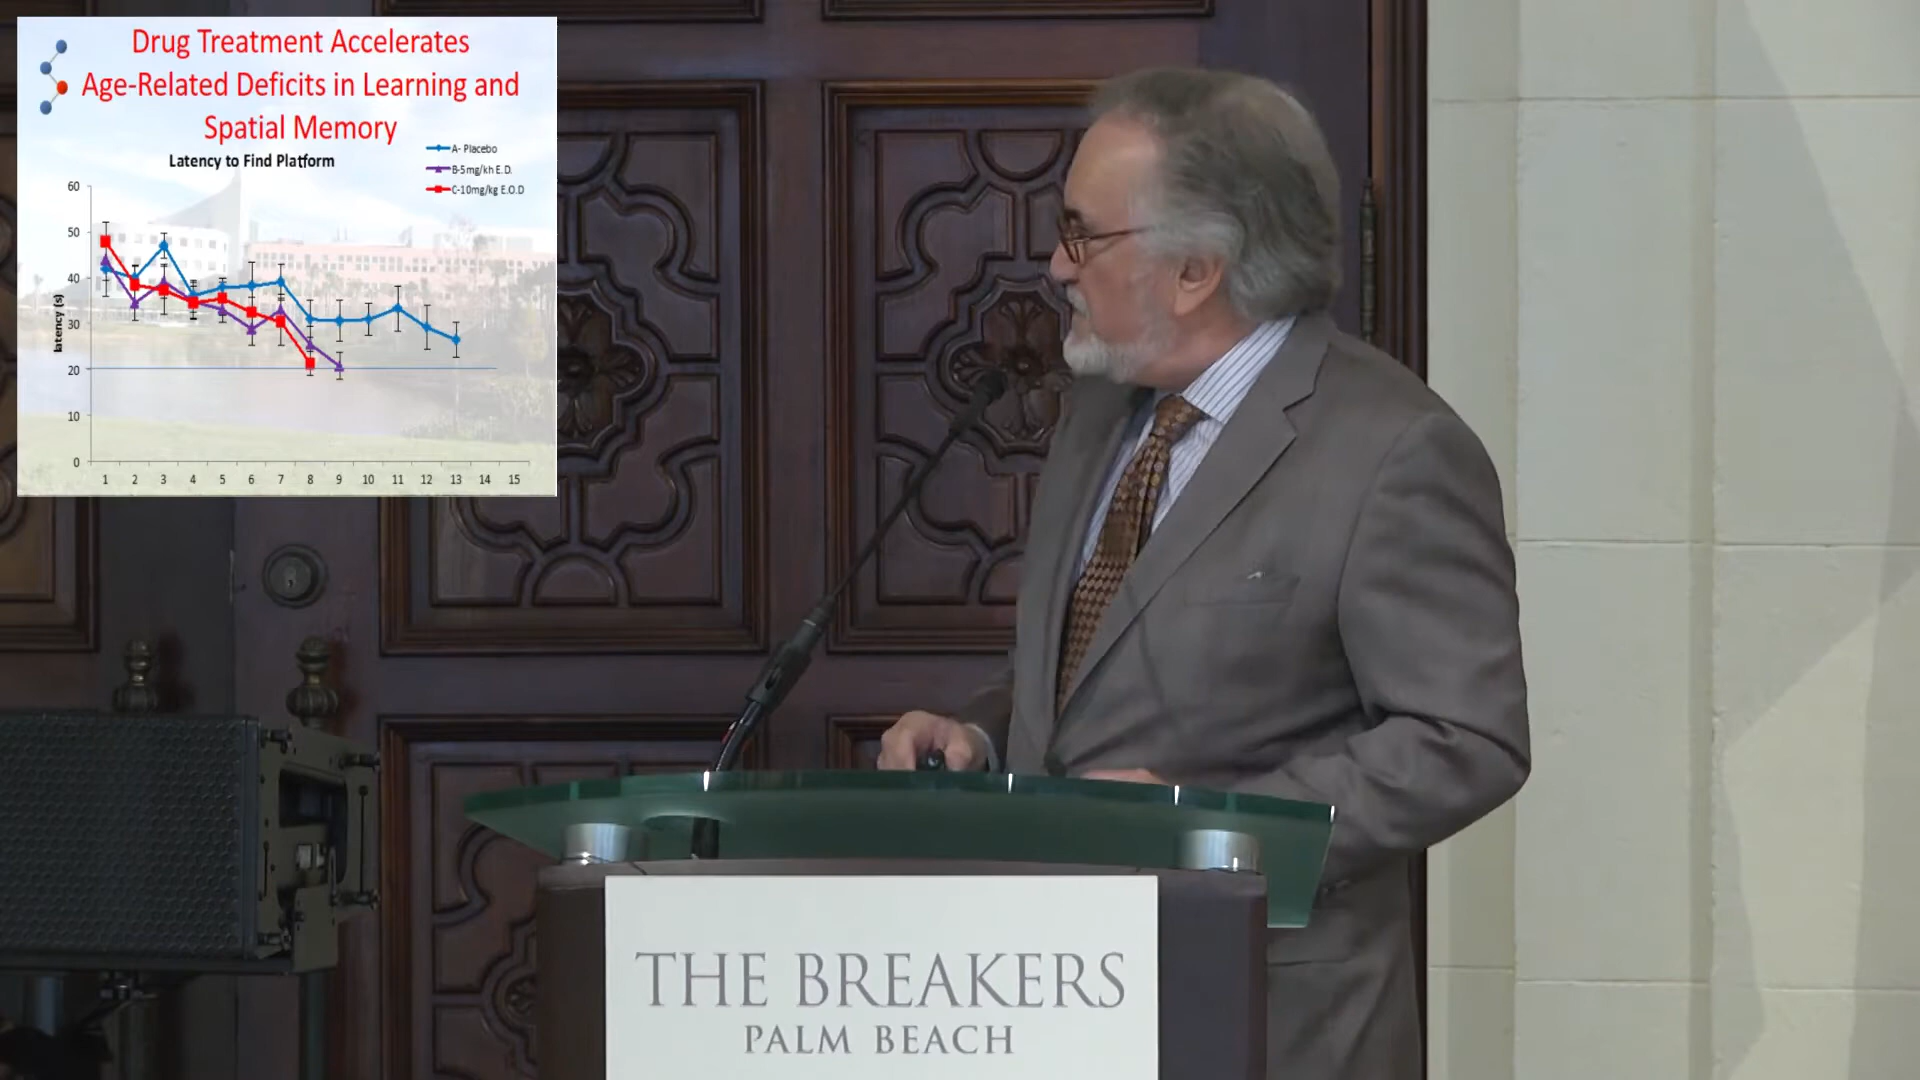 Drug Treatment Accelerates
Age-Related Deficits in Learning and
Spatial Memory
Latency to Find Platform
A- Placebo
B-5mg/kh E.D.
C-10mg/kg E.O.D
60
50
40
30
20
10
0
latency (s)
1 2 3 4 5 6 7 8 9 10 11 12 13 14 15
THE BREAKERS
PALM BEACH